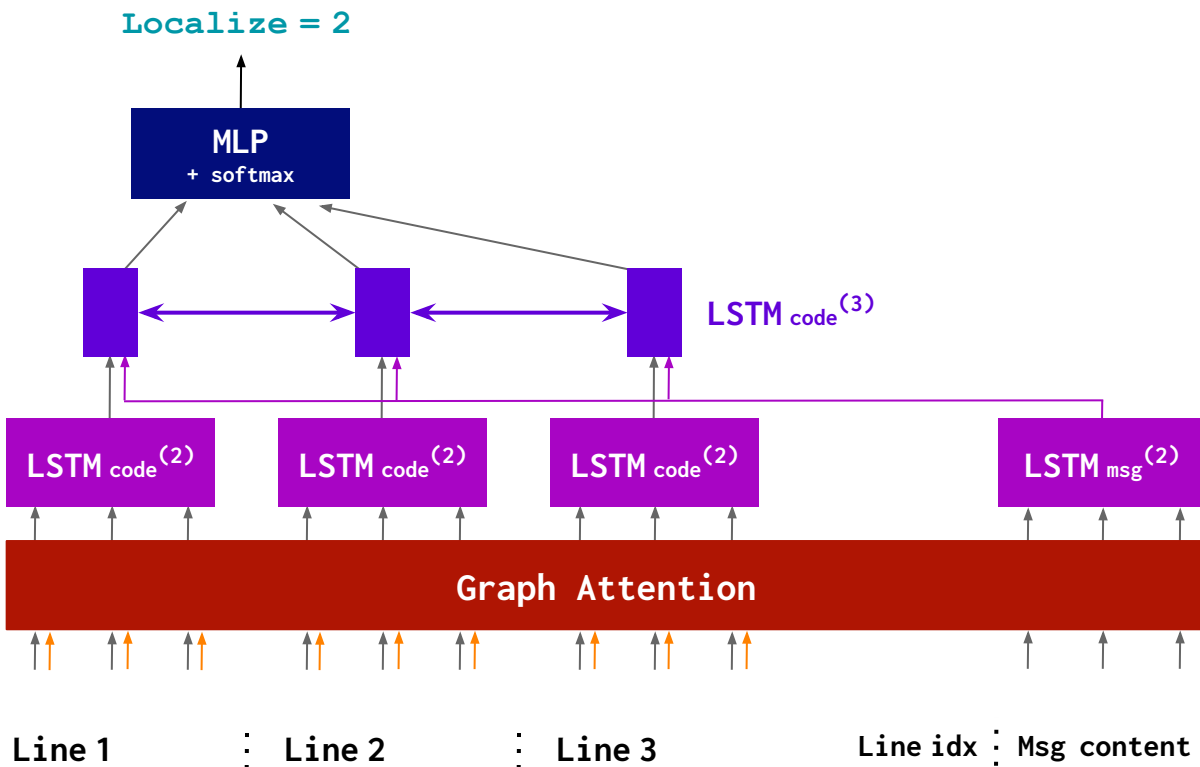 Localize = 2
MLP
+ softmax
LSTM code(3)
LSTM code(2) LSTM code(2) LSTM code(2) LSTM msg(2)
Graph Attention
Line 1 Line 2 Line 3 Line idx Msg content